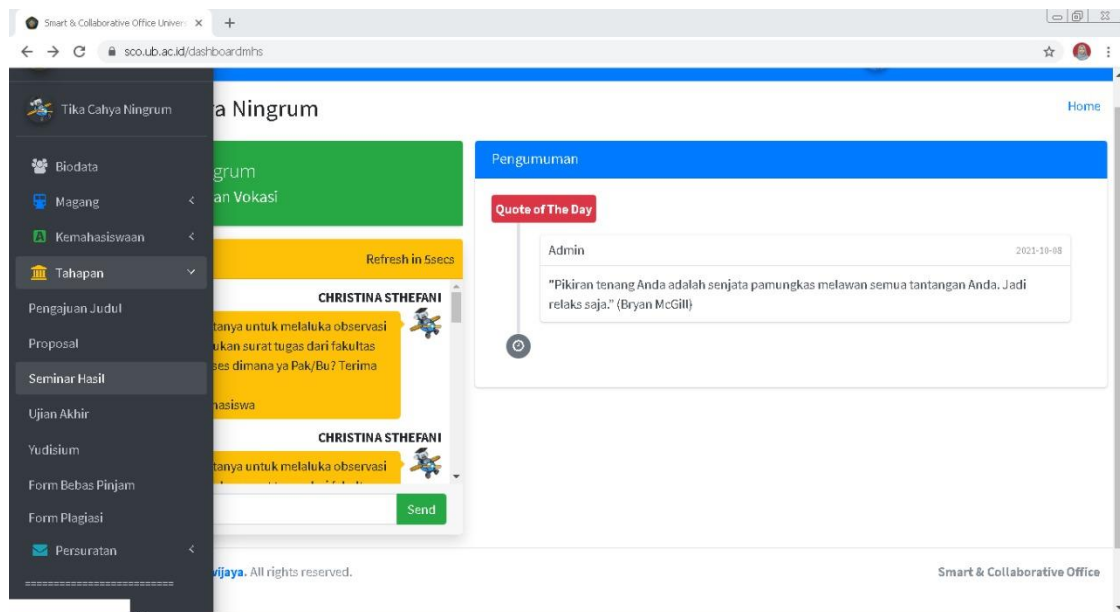 Smart & Collaborative Office Univer
sco.ub.ac.id/dashboardmhs
Tika Cahya Ningrum
Biodata
Magang
Kemahasiswaan
Tahapan
Pengajuan Judul
Proposal
Seminar Hasil
Ujian Akhir
Yudisium
Form Bebas Pinjam
Form Plagiasi
Persuratan
==========================
a Ningrum
Home
grum
an Vokasi
Refresh in 5secs
CHRISTINA STHEFANI
tanya untuk melaluka observasi
ukan surat tugas dari fakultas
ses dimana ya Pak/Bu? Terima
hasiswa
CHRISTINA STHEFANI
tanya untuk melaluka observasi
Send
Pengumuman
Quote of The Day
Admin
2021-10-08
"Pikiran tenang Anda adalah senjata pamungkas melawan semua tantangan Anda. Jadi
relaks saja." (Bryan McGill)
wijaya. All rights reserved.
Smart & Collaborative Office